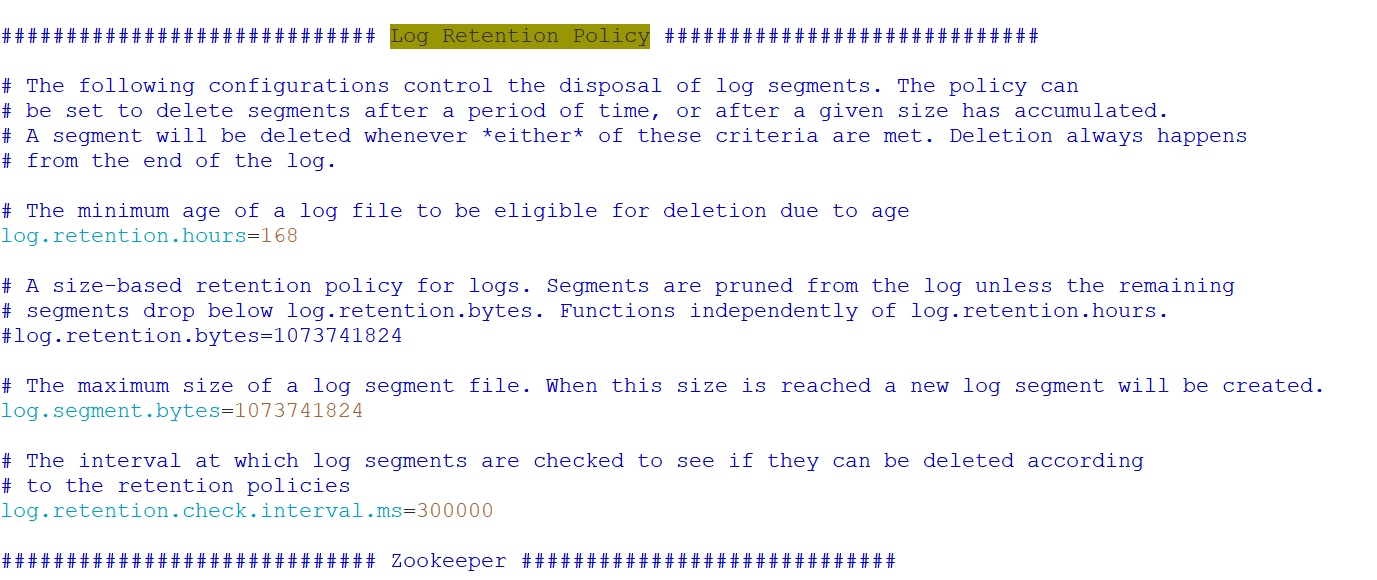 ############################# Log Retention Policy #############################
# The following configurations control the disposal of log segments. The policy can
# be set to delete segments after a period of time, or after a given size has accumulated.
# A segment will be deleted whenever *either* of these criteria are met. Deletion always happens
# from the end of the log.
# The minimum age of a log file to be eligible for deletion due to age
log.retention.hours=168
# A size-based retention policy for logs. Segments are pruned from the log unless the remaining
# segments drop below log.retention.bytes. Functions independently of log.retention.hours.
#log.retention.bytes=1073741824
# The maximum size of a log segment file. When this size is reached a new log segment will be created.
log.segment.bytes=1073741824
# The interval at which log segments are checked to see if they can be deleted according
# to the retention policies
log.retention.check.interval.ms=300000
############################# Zookeeper #############################